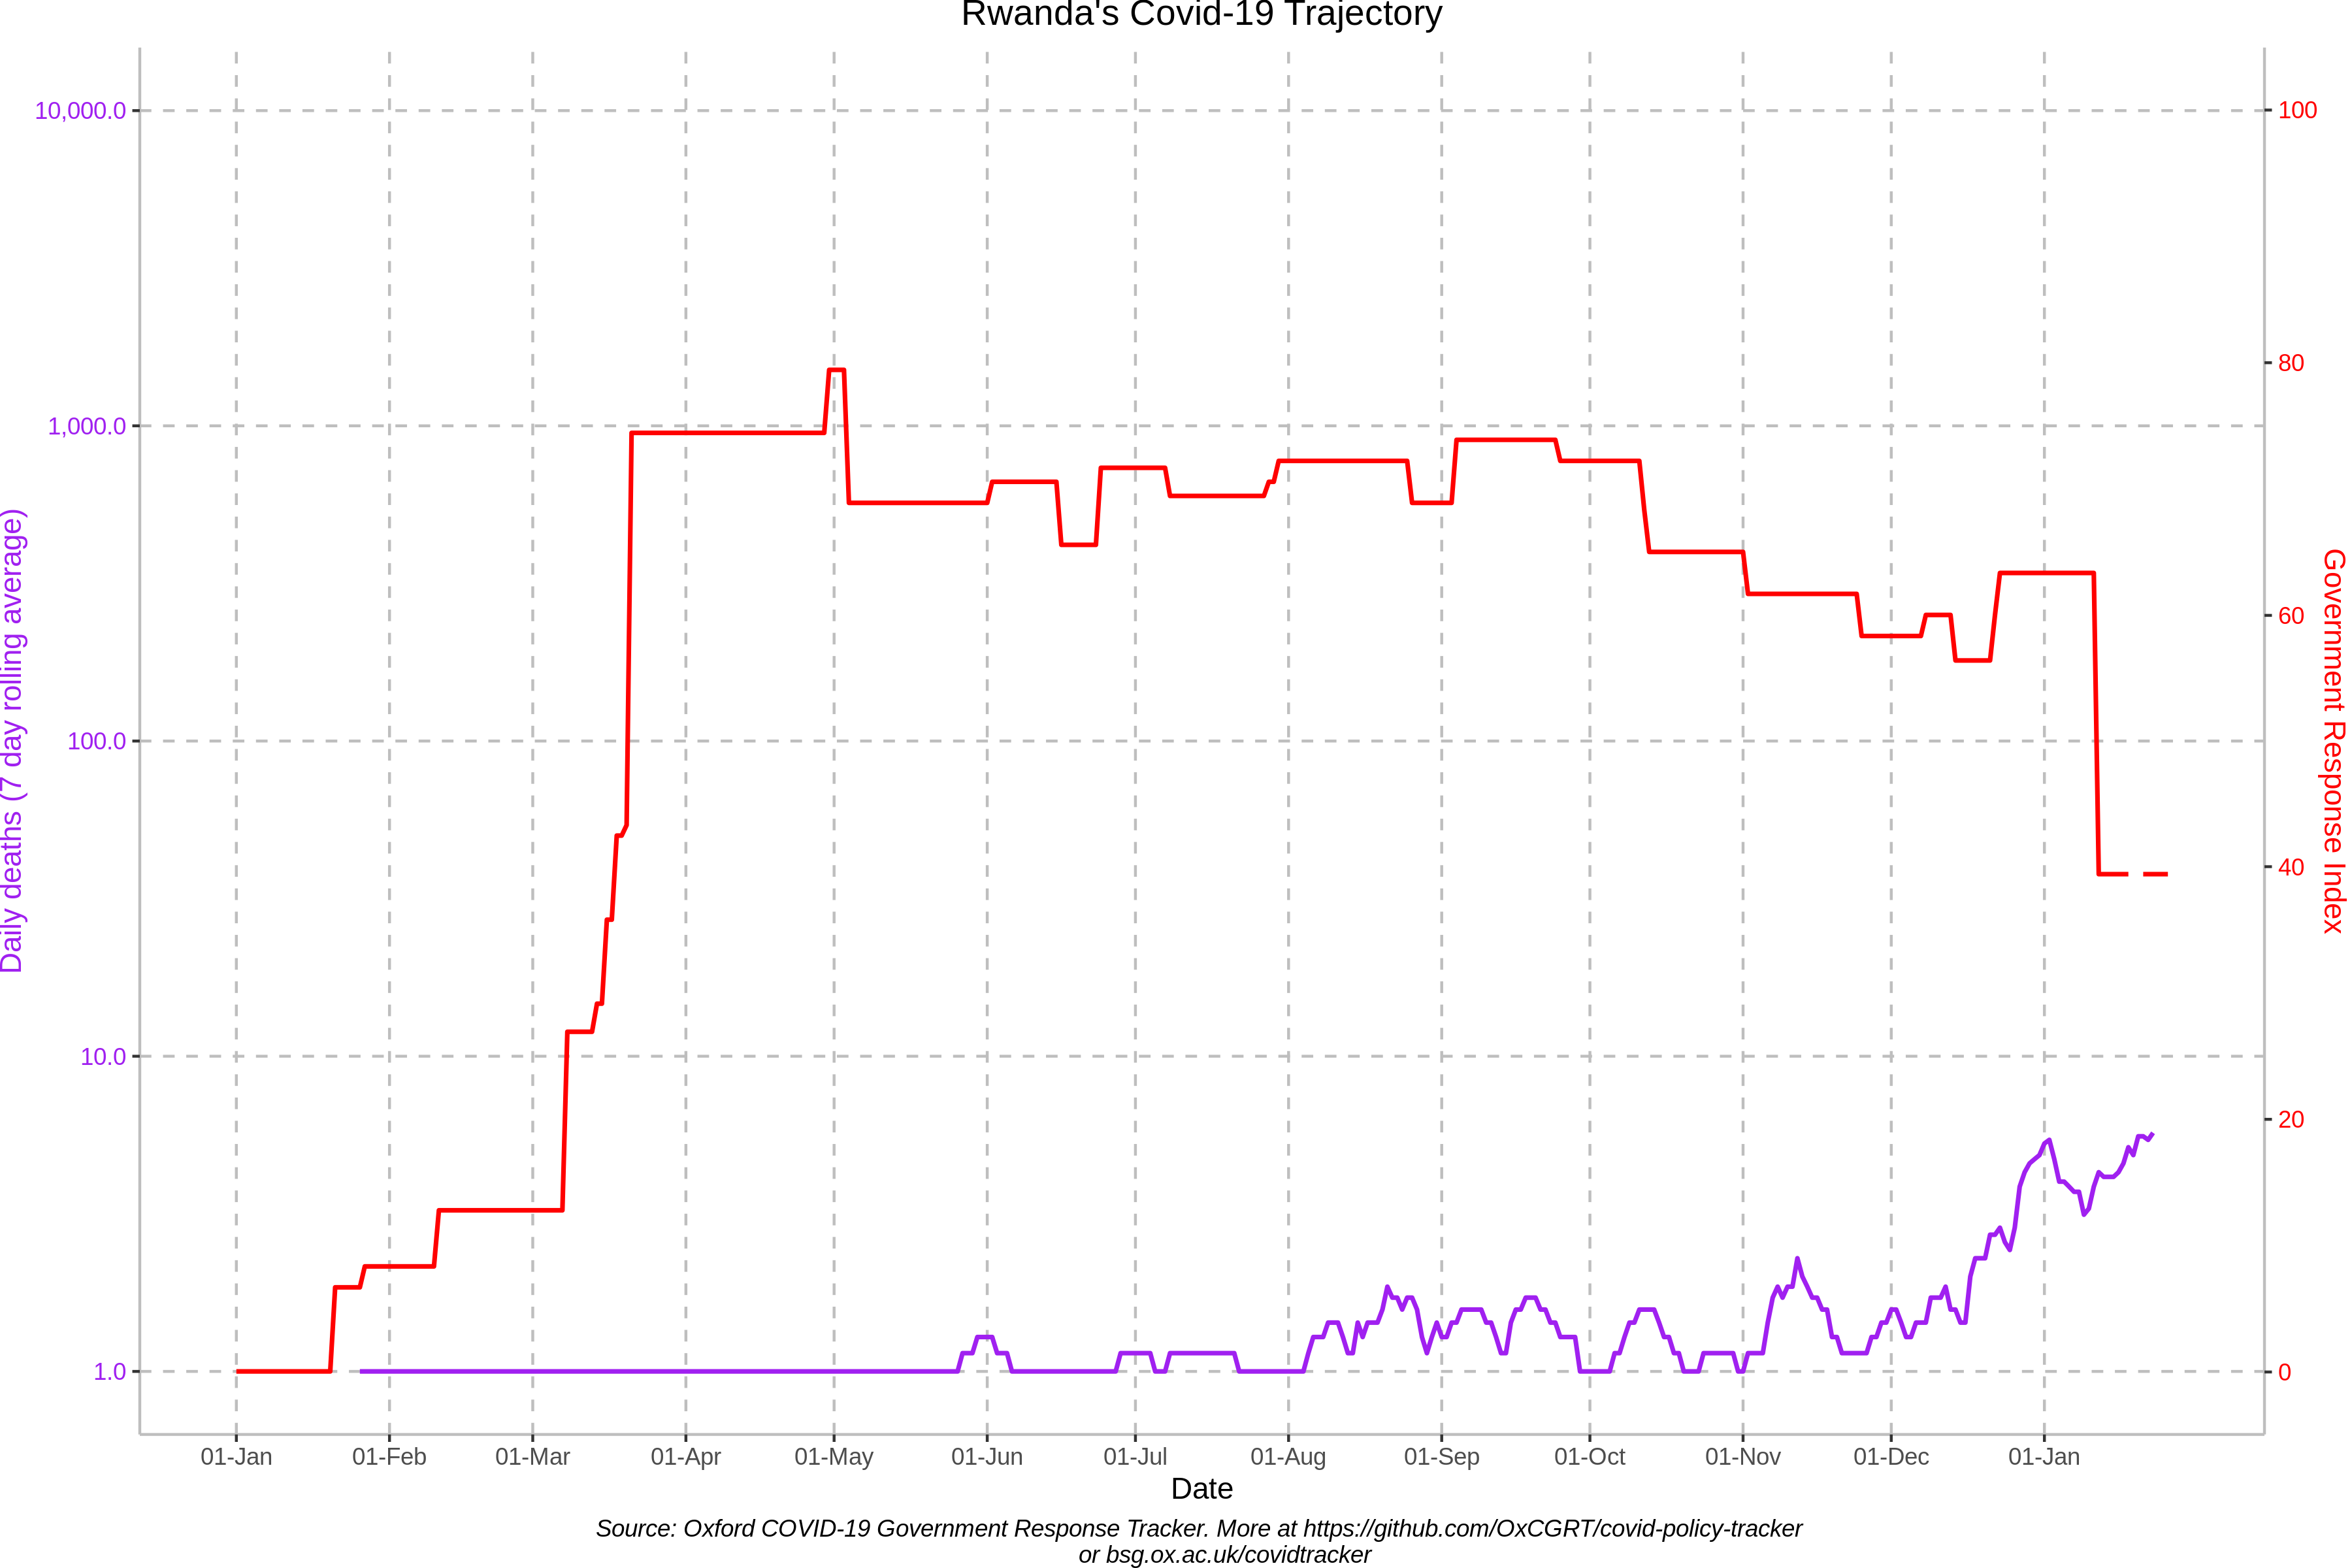 Rwanda's Covid-19 Trajectory
10,000.0
1,000.0
100.0
10.0
1.0
Daily deaths (7 day rolling average)
100
80
60
40
20
0
Government Response Index
01-Jan
01-Feb
01-Mar
01-Apr
01-May
01-Jun
01-Jul
01-Aug
01-Sep
01-Oct
01-Nov
01-Dec
01-Jan
Date
Source: Oxford COVID-19 Government Response Tracker. More at https://github.com/OxCGRT/covid-policy-tracker
or bsg.ox.ac.uk/covidtracker